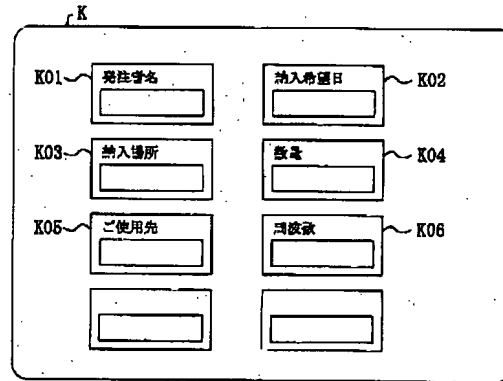 K
K01 発注者名
納入希望日 K02
K03 納入場所
数量 K04
K05 ご使用先
周波数 K06